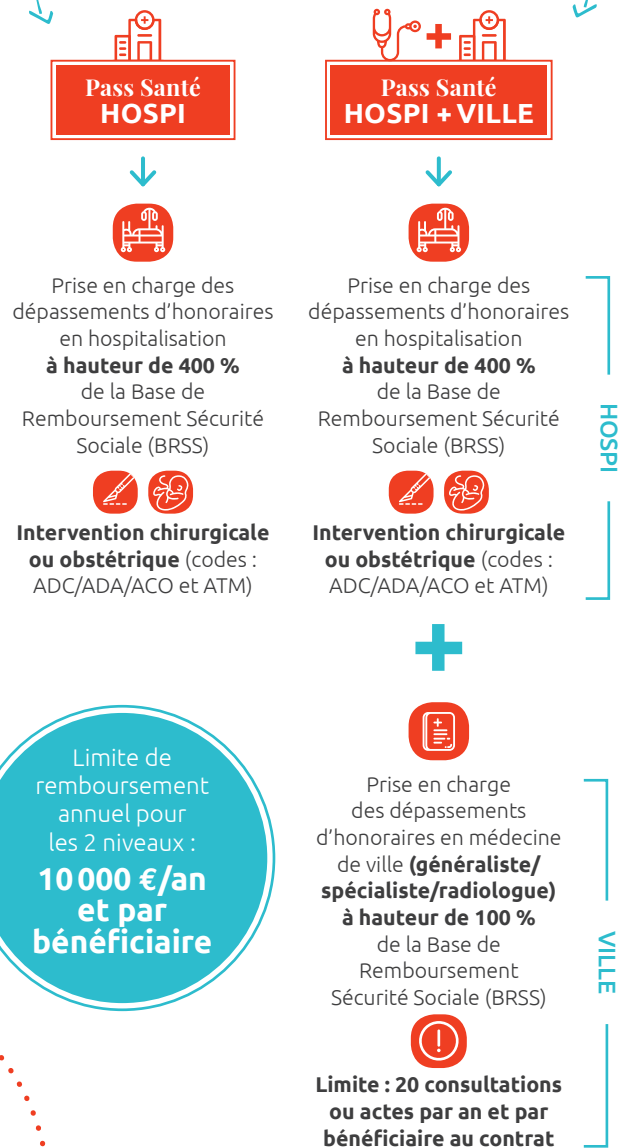 Pass Santé
HOSPI
Prise en charge des
dépassements d’honoraires
en hospitalisation
à hauteur de 400 %
de la Base de
Remboursement Sécurité
Sociale (BRSS)
Intervention chirurgicale
ou obstétrique (codes :
ADC/ADA/ACO et ATM)
Limite de
remboursement
annuel pour
les 2 niveaux :
10 000 €/an
et par
bénéficiaire
Pass Santé
HOSPI + VILLE
Prise en charge des
dépassements d’honoraires
en hospitalisation
à hauteur de 400 %
de la Base de
Remboursement Sécurité
Sociale (BRSS)
Intervention chirurgicale
ou obstétrique (codes :
ADC/ADA/ACO et ATM)
HOSPI
Prise en charge
des dépassements
d’honoraires en médecine
de ville (généraliste/
spécialiste/radiologue)
à hauteur de 100 %
de la Base de
Remboursement
Sécurité Sociale (BRSS)
Limite : 20 consultations
ou actes par an et par
bénéficiaire au contrat
VILLE